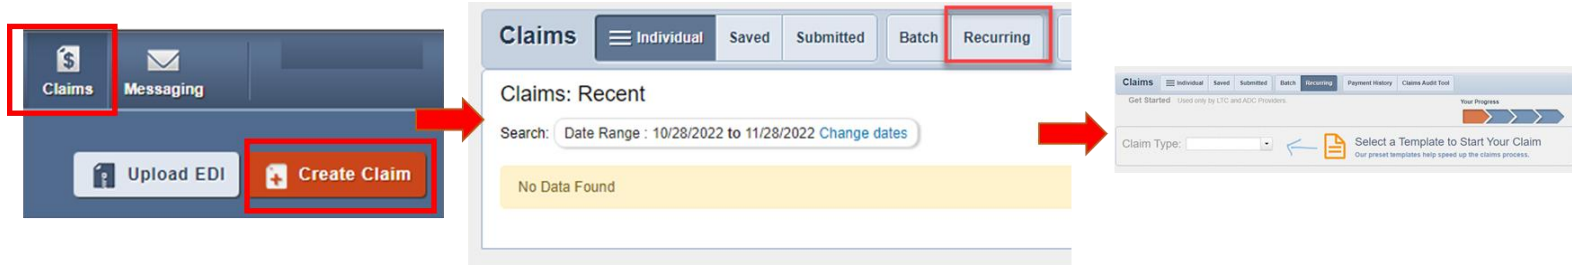 Claims
Messaging
Upload EDI
Create Claim
Claims Individual Saved Submitted Batch Recurring
Claims: Recent
Search: Date Range : 10/28/2022 to 11/28/2022 Change dates
No Data Found
Claims Individual Saved Submitted Batch Recurring Payment History Claims Audit Tool
Get Started Used only by LTC and ADC Providers.
Your Progress
Claim Type:
Select a Template to Start Your Claim
Our preset templates help speed up the claims process.